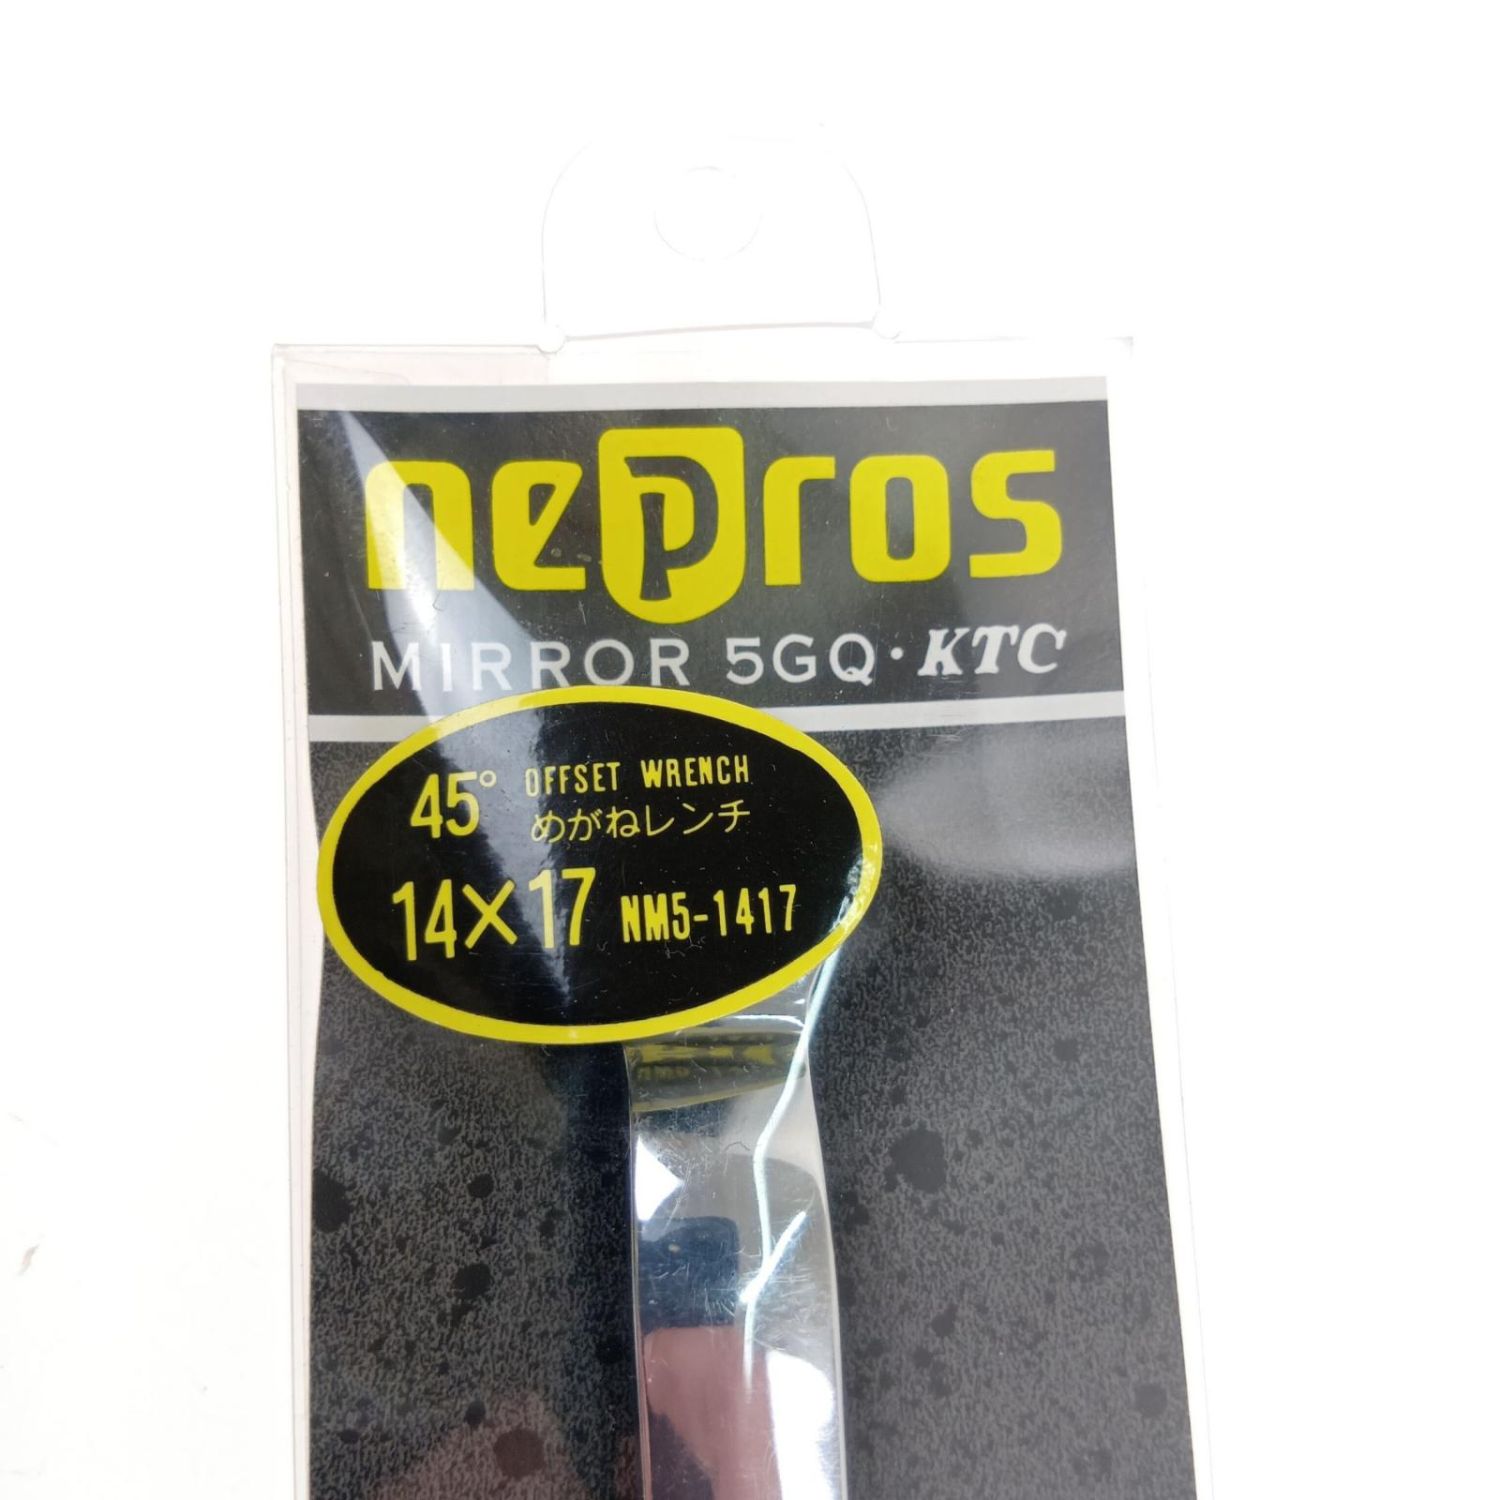 nepros
MIRROR 5GQ・KTC
45° OFFSET WRENCH
めがねレンチ
14×17 NM5-1417